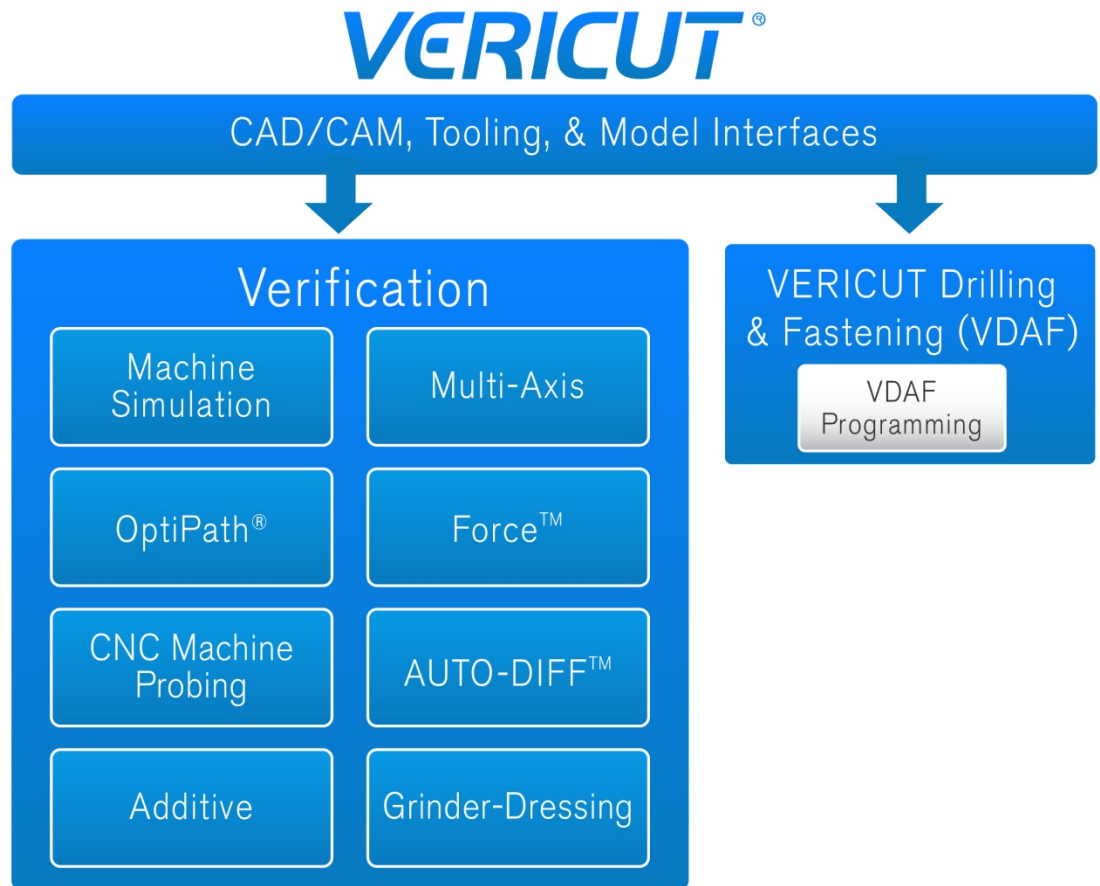 VERICUT®
CAD/CAM, Tooling, & Model Interfaces
Verification
Machine
Simulation
Multi-Axis
OptiPath®
Force™
CNC Machine
Probing
AUTO-DIFF™
Additive
Grinder-Dressing
VERICUT Drilling
& Fastening (VDAF)
VDAF
Programming